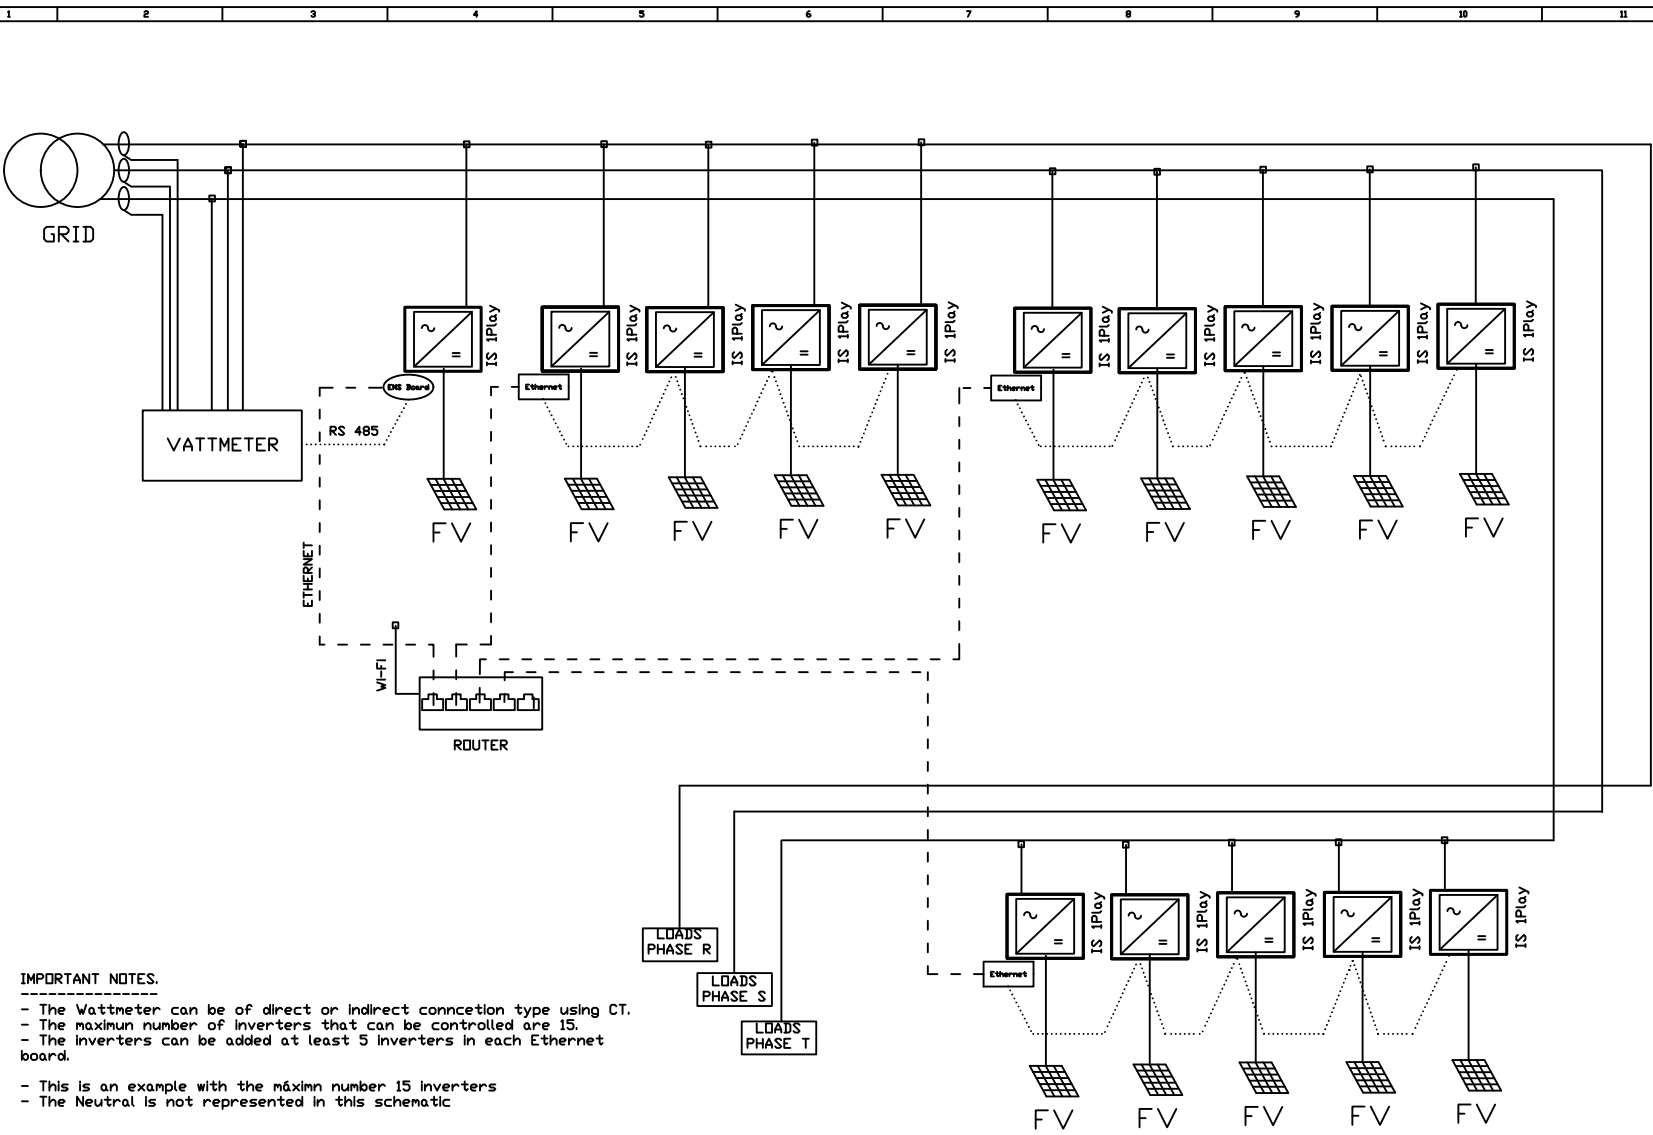 1 2 3 4 5 6 7 8 9 10 11
GRID
IS 1Play
IS 1Play
IS 1Play
IS 1Play
IS 1Play
IS 1Play
IS 1Play
IS 1Play
IS 1Play
IS 1Play
EMS Board
Ethernet
Ethernet
VATTMETER
RS 485
FV
FV
FV
FV
FV
FV
FV
FV
FV
FV
ETHERNET
WI-FI
ROUTER
IS 1Play
IS 1Play
IS 1Play
IS 1Play
IS 1Play
LOADS
PHASE R
LOADS
PHASE S
LOADS
PHASE T
Ethernet
FV
FV
FV
FV
FV
IMPORTANT NOTES.
---------------
- The Wattmeter can be of direct or indirect conncetion type using CT.
- The maximun number of inverters that can be controlled are 15.
- The inverters can be added at least 5 inverters in each Ethernet
board.
- This is an example with the máximn number 15 inverters
- The Neutral is not represented in this schematic